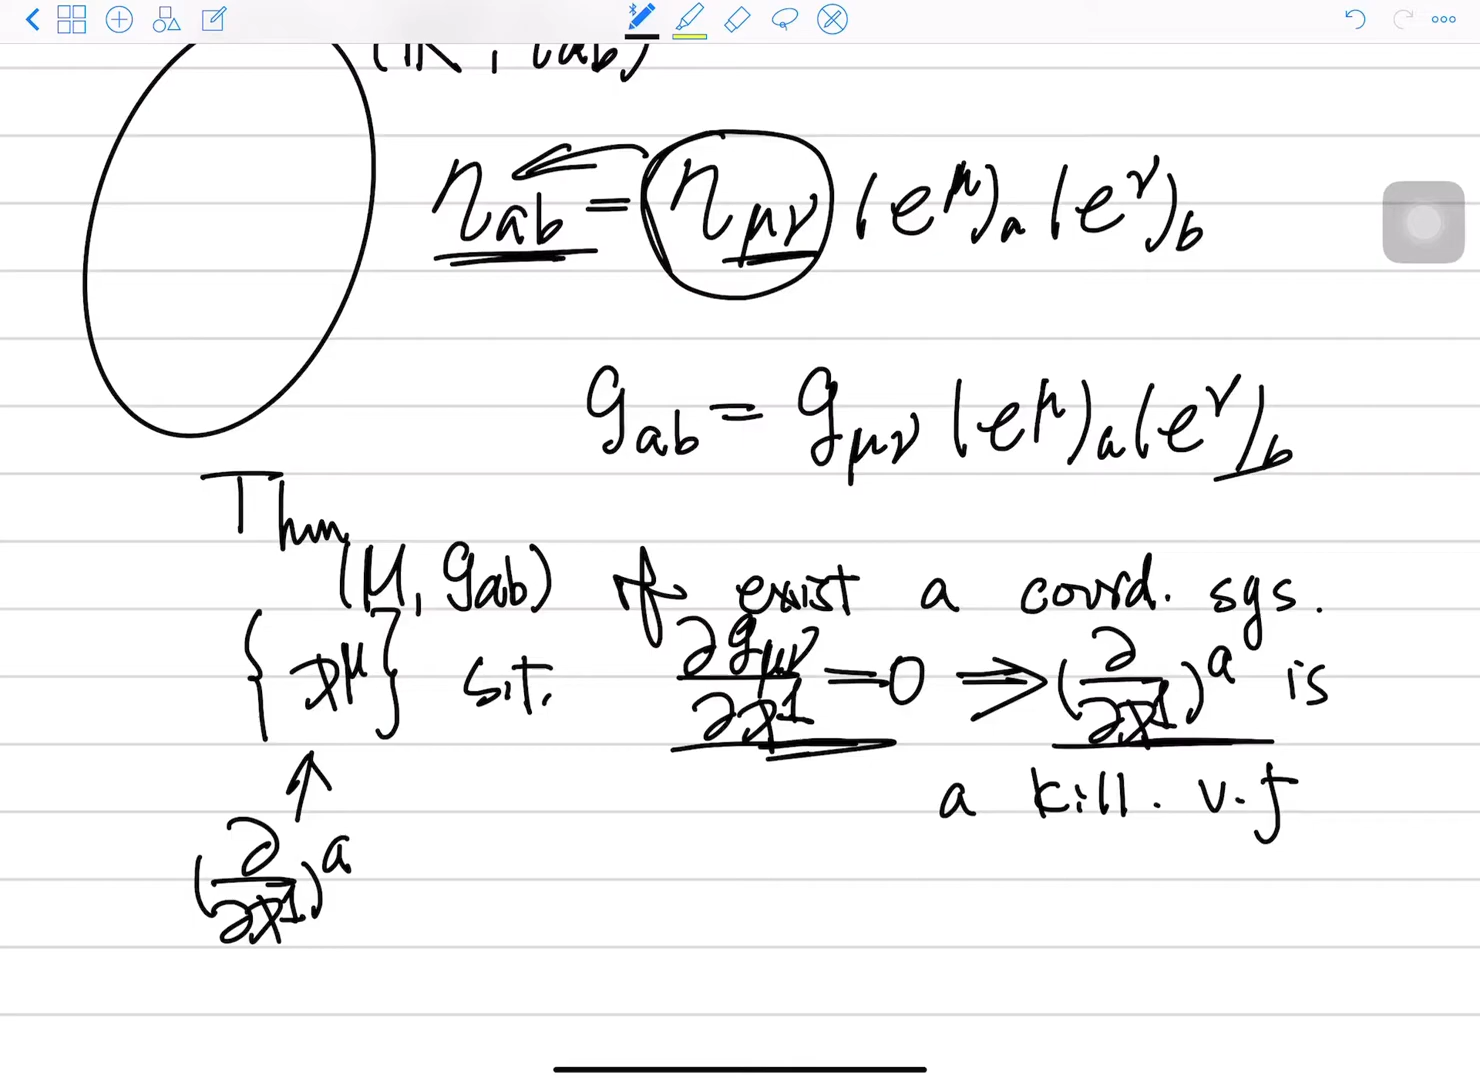 η_ab = η_μν (e^μ)_a (e^ν)_b
g_ab = g_μν (e^μ)_a (e^ν)_b
Thm
(M, g_ab) if exist a coord. sys.
{x^μ} s.t. ∂g_μν/∂x^1 = 0 ⟹ (∂/∂x^1)^a is
a kill. v.f
(∂/∂x^1)^a